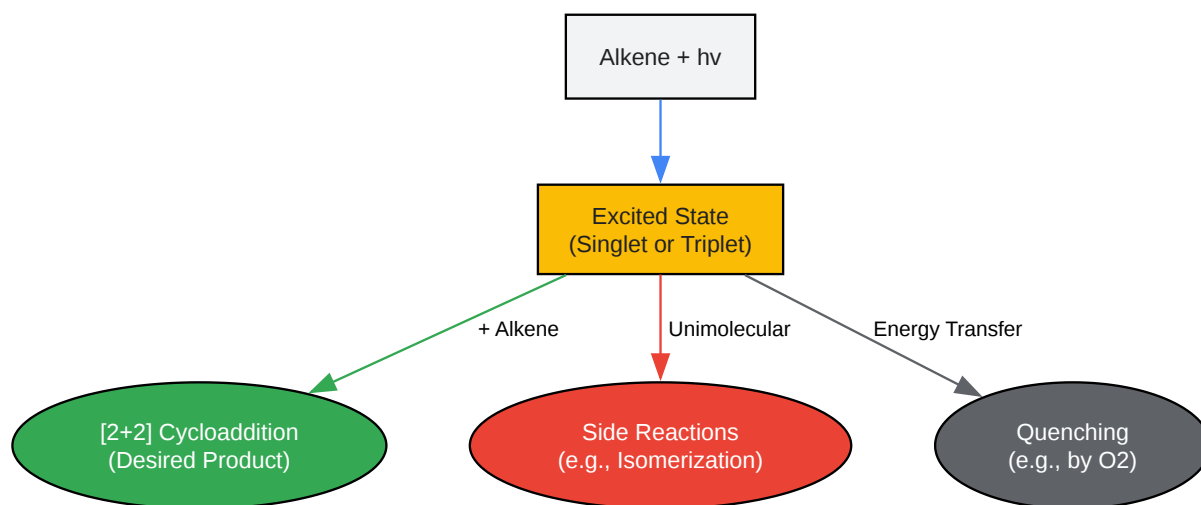 Alkene + hv
Excited State
(Singlet or Triplet)
+ Alkene
Unimolecular
Energy Transfer
[2+2] Cycloaddition
(Desired Product)
Side Reactions
(e.g., Isomerization)
Quenching
(e.g., by O2)